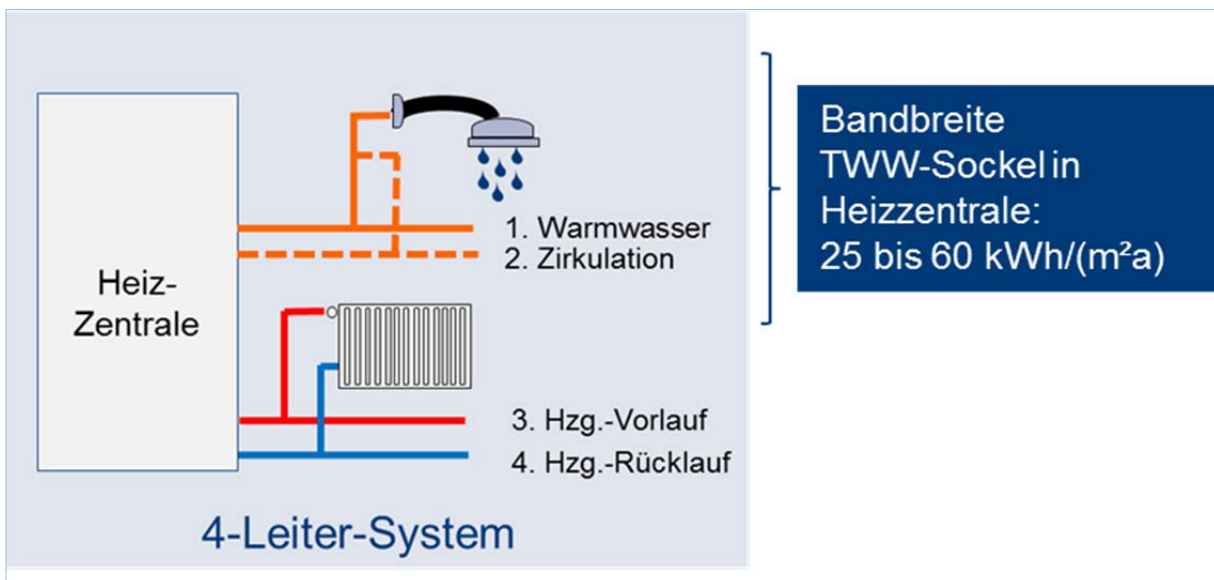 Heiz-
Zentrale
1. Warmwasser
2. Zirkulation
3. Hzg.-Vorlauf
4. Hzg.-Rücklauf
4-Leiter-System
Bandbreite
TWW-Sockel in
Heizzentrale:
25 bis 60 kWh/(m²a)